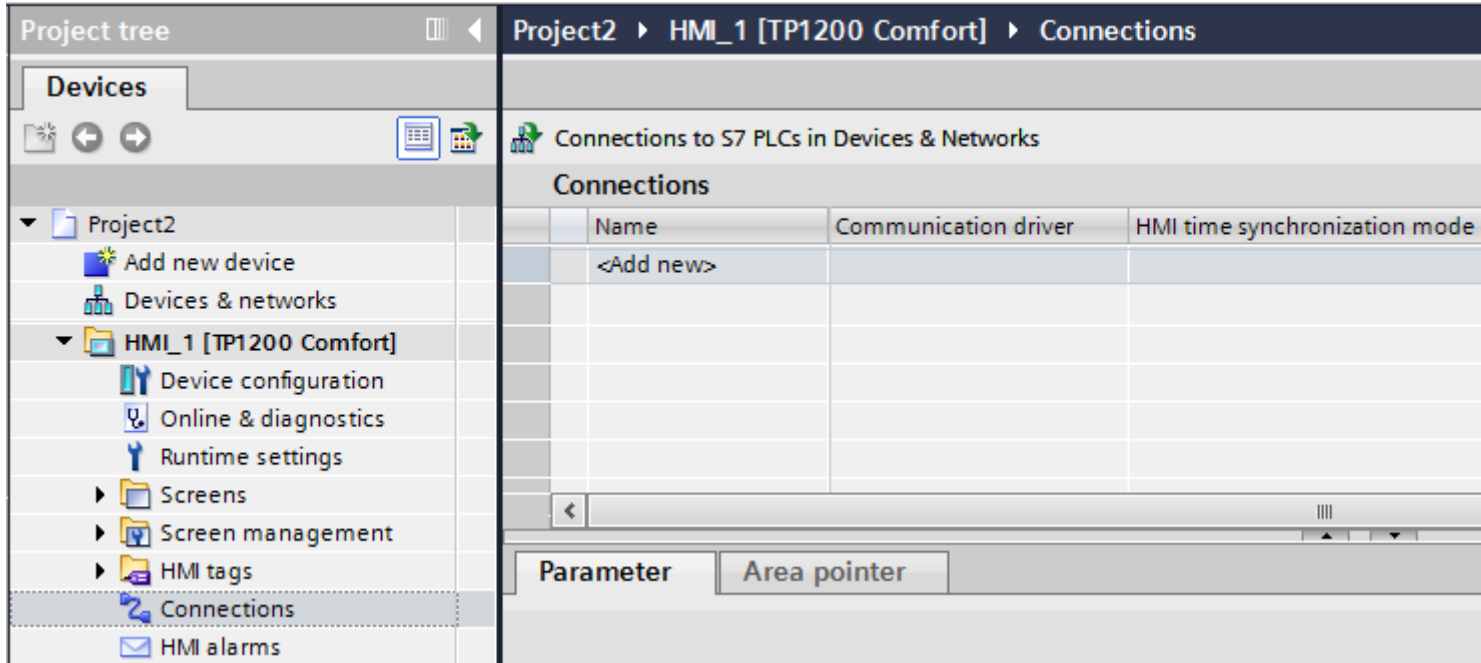 Project tree
Devices
Project2
Add new device
Devices & networks
HMI_1 [TP1200 Comfort]
Device configuration
Online & diagnostics
Runtime settings
Screens
Screen management
HMI tags
Connections
HMI alarms
Project2 HMI_1 [TP1200 Comfort] Connections
Connections to S7 PLCs in Devices & Networks
Connections
Name Communication driver HMI time synchronization mode
<Add new>
Parameter Area pointer